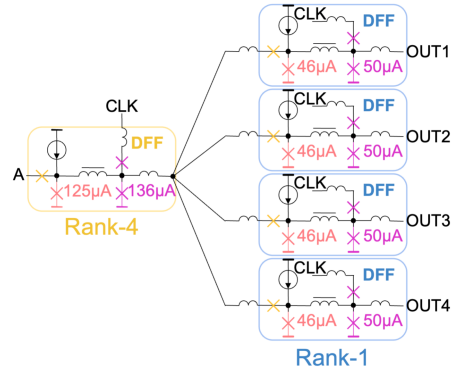 CLK
DFF
A
125µA
136µA
Rank-4
CLK
DFF
46µA
50µA
OUT1
CLK
DFF
46µA
50µA
OUT2
CLK
DFF
46µA
50µA
OUT3
CLK
DFF
46µA
50µA
OUT4
Rank-1